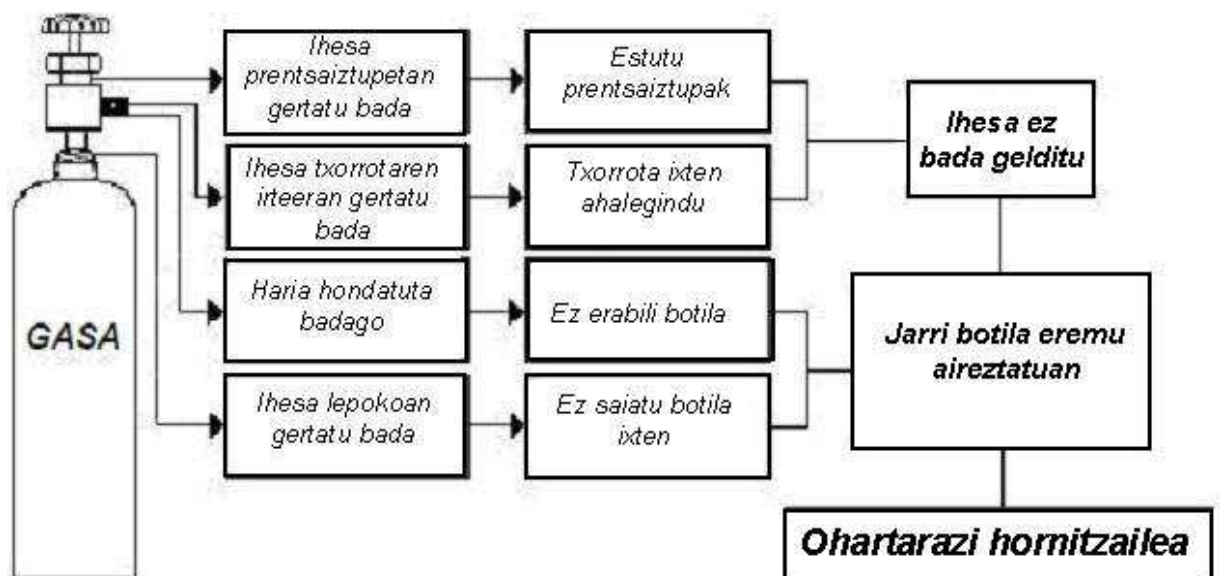 Ihesa
prentsaiztupetan
gertatu bada
Estutu
prentsaiztupak
Ihesa ez
bada gelditu
Ihesa txorrotaren
irteeran gertatu
bada
Txorrota ixten
ahalegindu
GASA
Haria hondatuta
badago
Ez erabili botila
Jarri botila eremu
aireztatuan
Ihesa lepokoan
gertatu bada
Ez saiatu botila
ixten
Ohartarazi hornitzailea